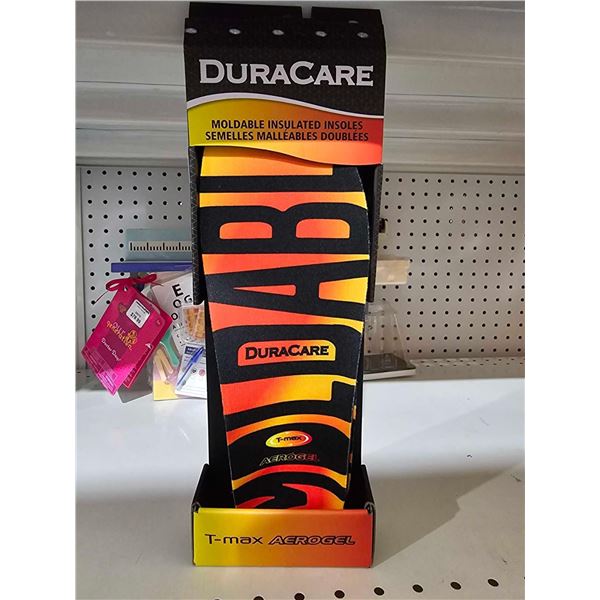 DURACARE
MOLDABLE INSULATED INSOLES
SEMELLES MALLÉABLES DOUBLÉES
DURACARE
T-max
AEROGEL
T-max AEROGEL